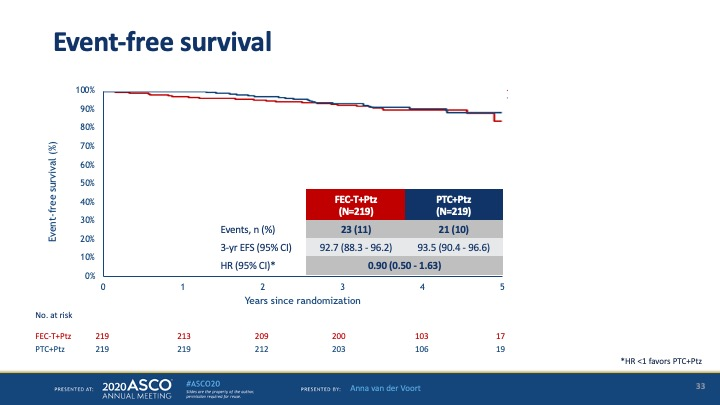 Event-free survival
100%
90%
80%
70%
60%
50%
40%
30%
20%
10%
0%
Event-free survival (%)
FEC-T+Ptz PTC+Ptz
(N=219) (N=219)
Events, n (%) 23 (11) 21 (10)
3-yr EFS (95% CI) 92.7 (88.3 - 96.2) 93.5 (90.4 - 96.6)
HR (95% CI)* 0.90 (0.50 - 1.63)
0 1 2 3 4 5
Years since randomization
No. at risk
FEC-T+Ptz 219 213 209 200 103 17
PTC+Ptz 219 219 212 203 106 19
*HR <1 favors PTC+Ptz
PRESENTED AT: 2020 ASCO
ANNUAL MEETING
#ASCO20
Slides are the property of the author,
permission required for reuse.
PRESENTED BY: Anna van der Voort
33